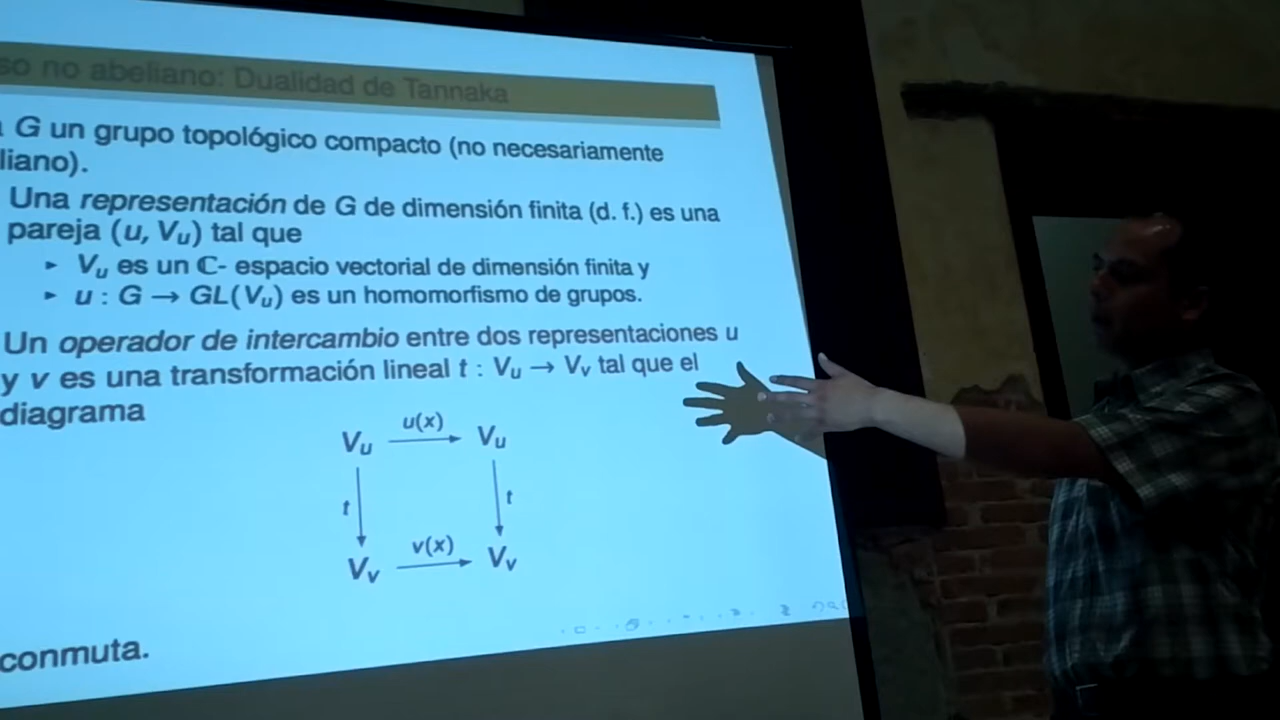 so no abeliano: Dualidad de Tannaka
G un grupo topológico compacto (no necesariamente
liano).
Una representación de G de dimensión finita (d. f.) es una
pareja (u, Vᵤ) tal que
► Vᵤ es un ℂ- espacio vectorial de dimensión finita y
► u : G → GL(Vᵤ) es un homomorfismo de grupos.
Un operador de intercambio entre dos representaciones u
y v es una transformación lineal t : Vᵤ → Vᵥ tal que el
diagrama
u(x)
Vᵤ → Vᵤ
t t
v(x)
Vᵥ → Vᵥ
conmuta.